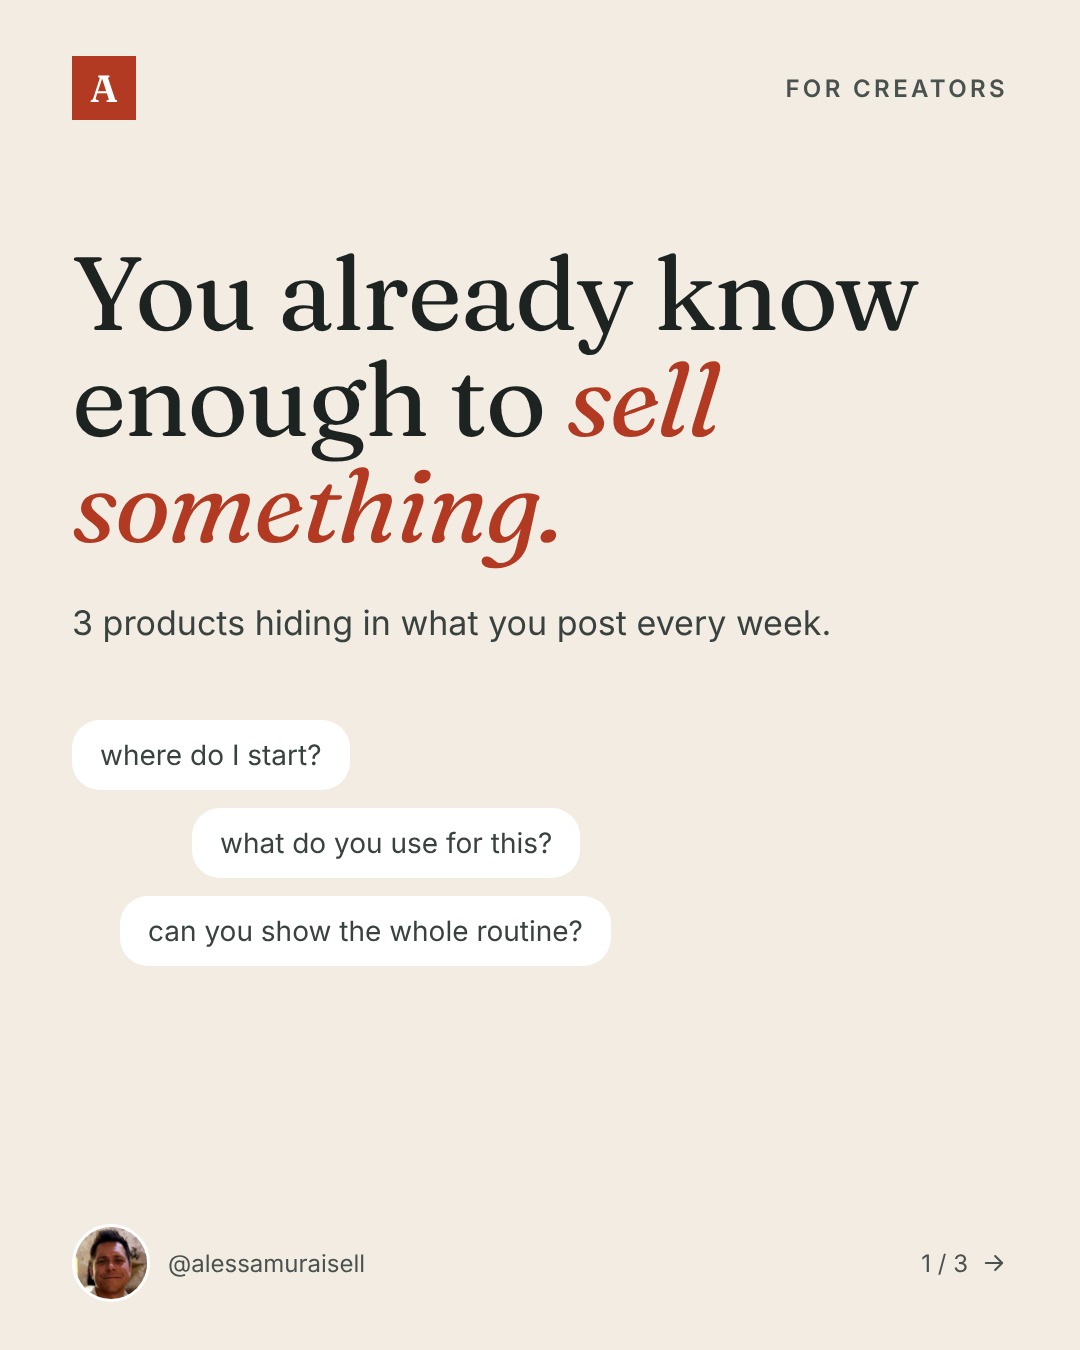 A
FOR CREATORS
You already know
enough to sell
something.
3 products hiding in what you post every week.
where do I start?
what do you use for this?
can you show the whole routine?
@alessamuraisell
1 / 3 →